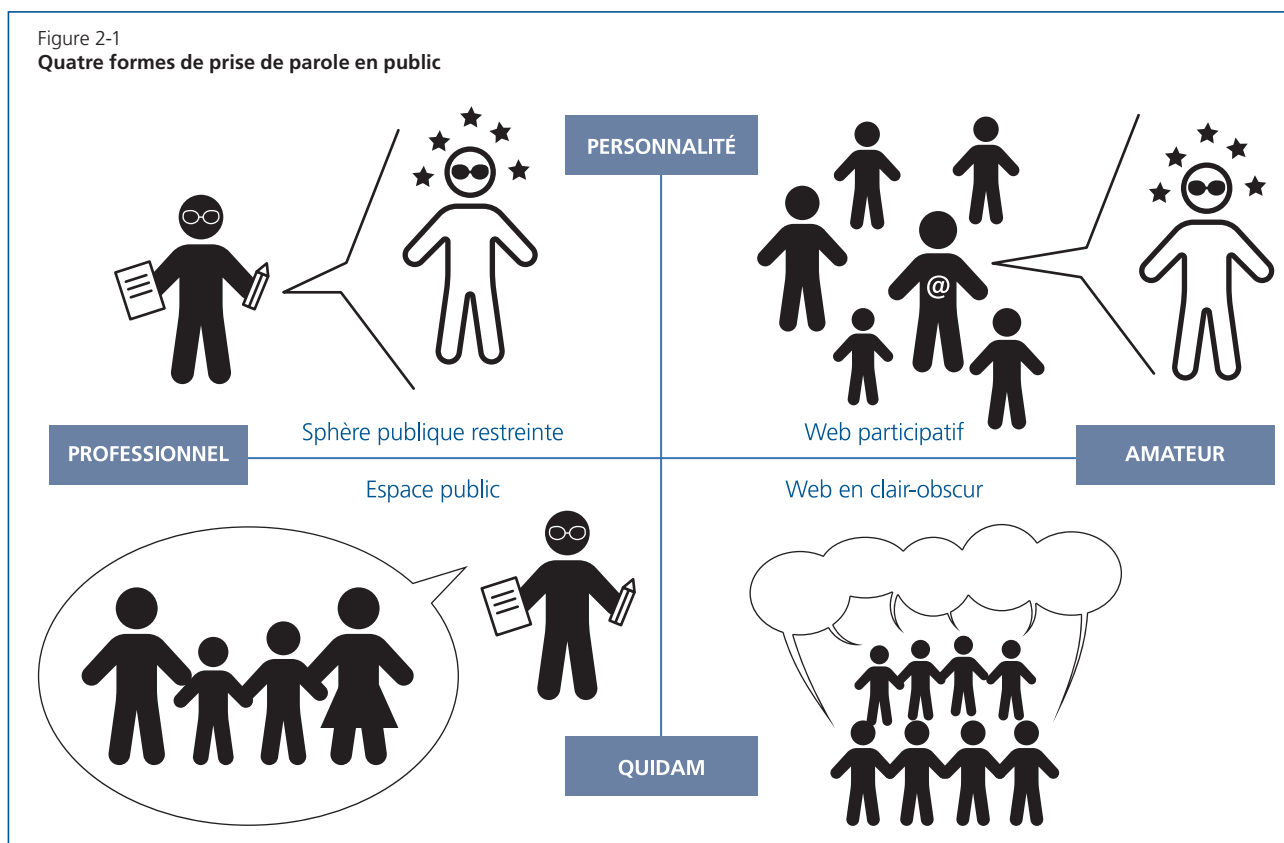 Figure 2-1
Quatre formes de prise de parole en public
PERSONNALITÉ
@
Sphère publique restreinte
Web participatif
PROFESSIONNEL
AMATEUR
Espace public
Web en clair-obscur
QUIDAM